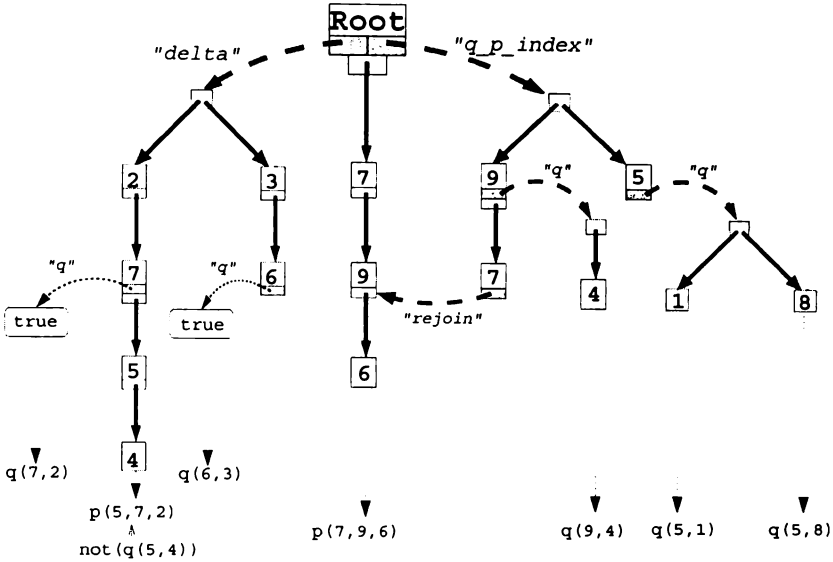 Root
"delta"
"q_p_index"
2
3
7
9
"q"
5
"q"
"q"
7
"q"
6
9
7
4
1
8
true
true
"rejoin"
5
6
4
q(7,2)
q(6,3)
p(5,7,2)
p(7,9,6)
q(9,4)
q(5,1)
q(5,8)
not(q(5,4))